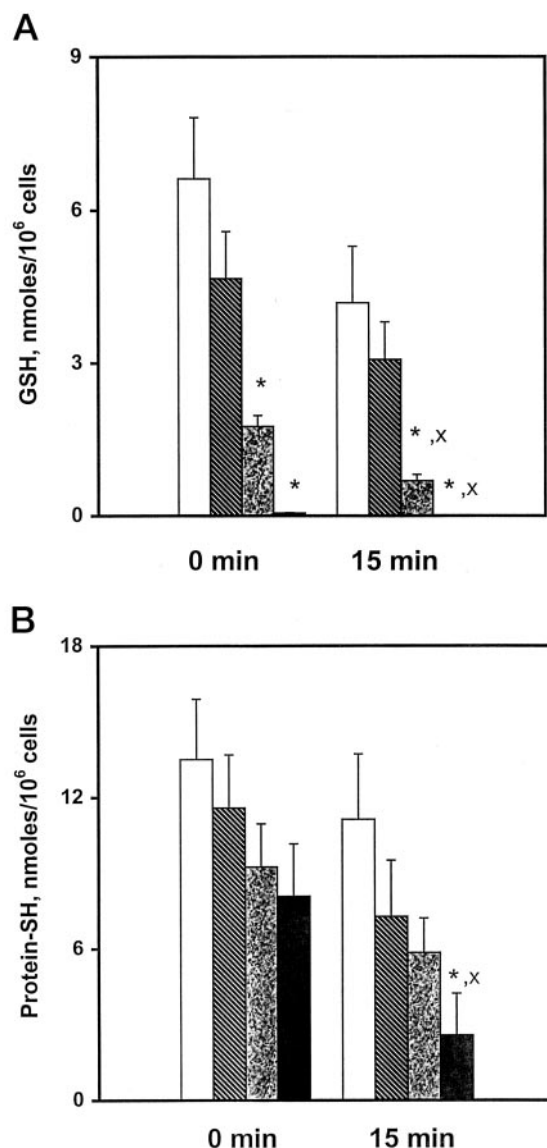 A
GSH, nmoles/10⁶ cells
9
6
3
0
*
*
* ,x
* ,x
0 min
15 min
B
Protein-SH, nmoles/10⁶ cells
18
12
6
0
* ,x
0 min
15 min